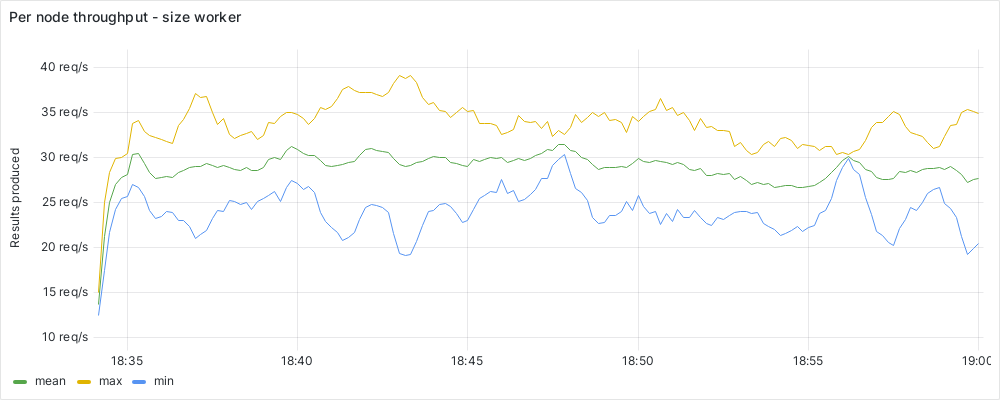 Per node throughput - size worker
Results produced
40 req/s
35 req/s
30 req/s
25 req/s
20 req/s
15 req/s
10 req/s
18:35 18:40 18:45 18:50 18:55 19:00
mean max min